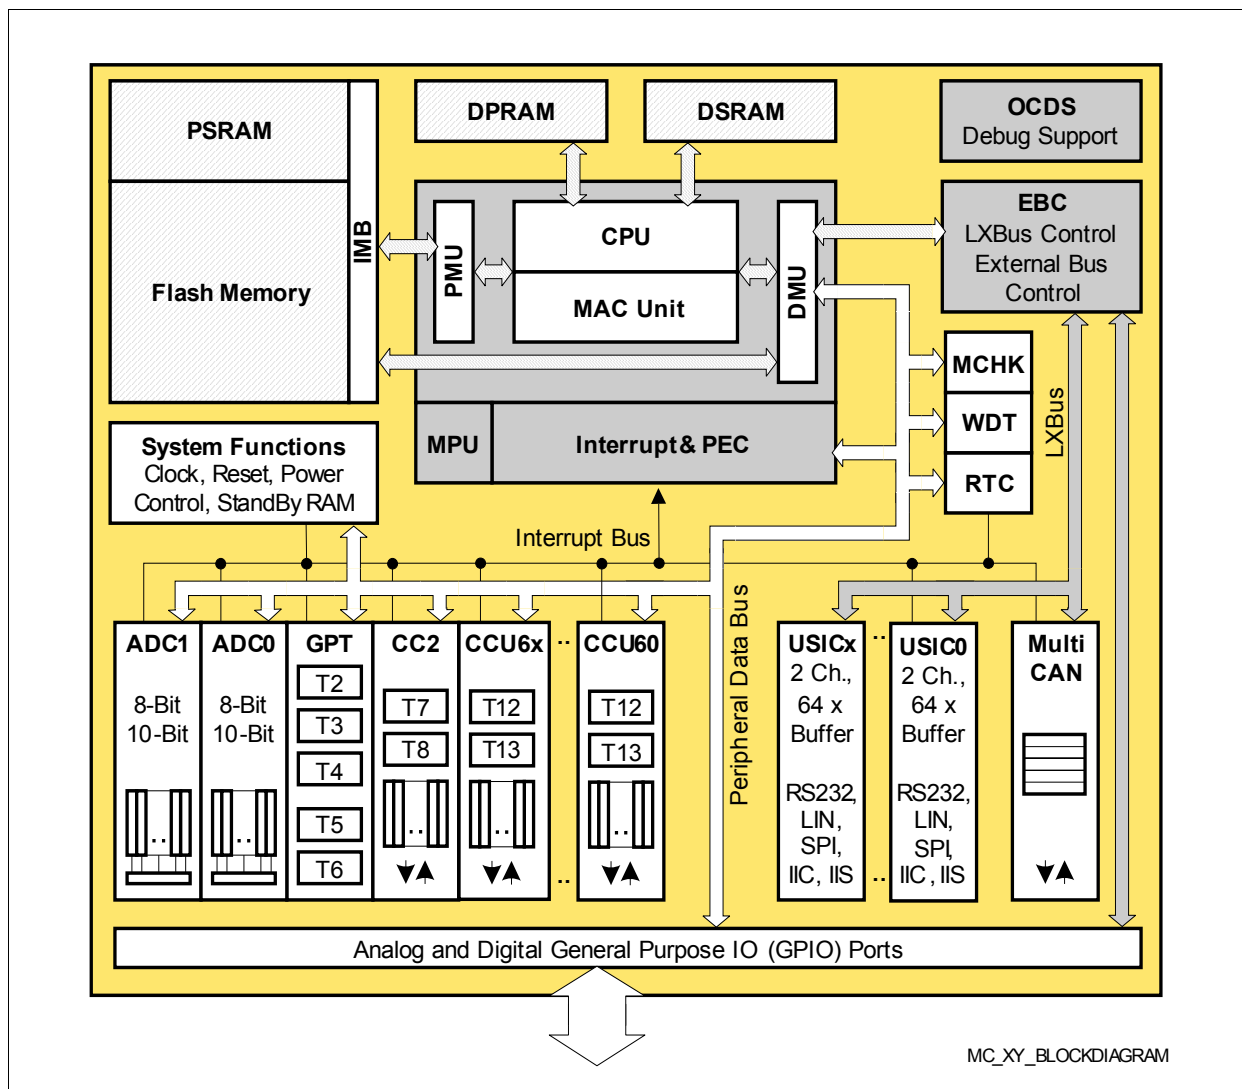 PSRAM
DPRAM
DSRAM
OCDS
Debug Support
IMB
Flash Memory
PMU
CPU
MAC Unit
DMU
EBC
LXBus Control
External Bus
Control
MCHK
WDT
RTC
LXBus
MPU
Interrupt & PEC
System Functions
Clock, Reset, Power
Control, StandBy RAM
Interrupt Bus
Peripheral Data Bus
ADC1
8-Bit
10-Bit
..
ADC0
8-Bit
10-Bit
..
GPT
T2
T3
T4
T5
T6
CC2
T7
T8
..
CCU6x
T12
T13
..
..
..
CCU60
T12
T13
..
USICx
2 Ch.,
64 x
Buffer
RS232,
LIN,
SPI,
IIC, IIS
..
..
USIC0
2 Ch.,
64 x
Buffer
RS232,
LIN,
SPI,
IIC, IIS
Multi
CAN
Analog and Digital General Purpose IO (GPIO) Ports
MC_XY_BLOCKDIAGRAM